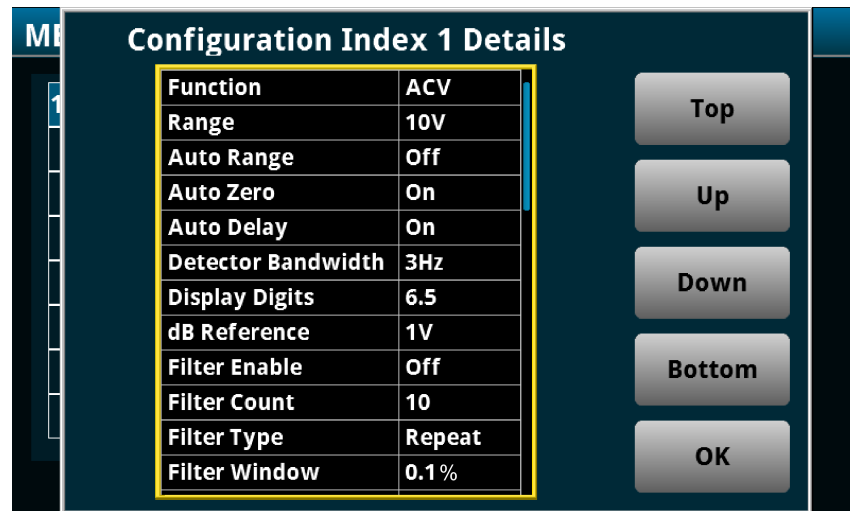 ME
Configuration Index 1 Details
1
Function ACV
Range 10V
Auto Range Off
Auto Zero On
Auto Delay On
Detector Bandwidth 3Hz
Display Digits 6.5
dB Reference 1V
Filter Enable Off
Filter Count 10
Filter Type Repeat
Filter Window 0.1%
Top
Up
Down
Bottom
OK